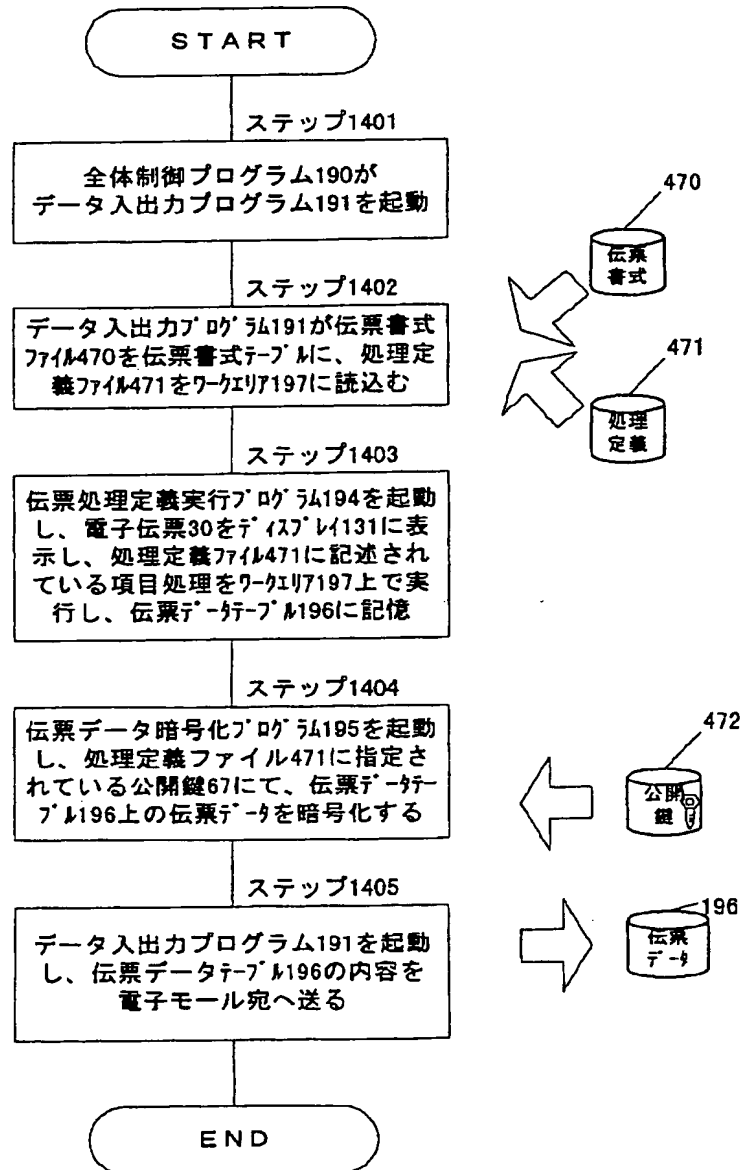 START
ステップ1401
全体制御プログラム190が
データ入出力プログラム191を起動
470
伝票
書式
ステップ1402
データ入出力プログラム191が伝票書式
ファイル470を伝票書式テーブルに、処理定
義ファイル471をワークエリア197に読込む
471
処理
定義
ステップ1403
伝票処理定義実行プログラム194を起動
し、電子伝票30をディスプレイ131に表
示し、処理定義ファイル471に記述され
ている項目処理をワークエリア197上で実
行し、伝票データテーブル196に記憶
ステップ1404
伝票データ暗号化プログラム195を起動
し、処理定義ファイル471に指定さ
れている公開鍵67にて、伝票データテー
ブル196上の伝票データを暗号化する
472
公開
鍵
ステップ1405
データ入出力プログラム191を起動
し、伝票データテーブル196の内容を
電子モール宛へ送る
196
伝票
データ
END